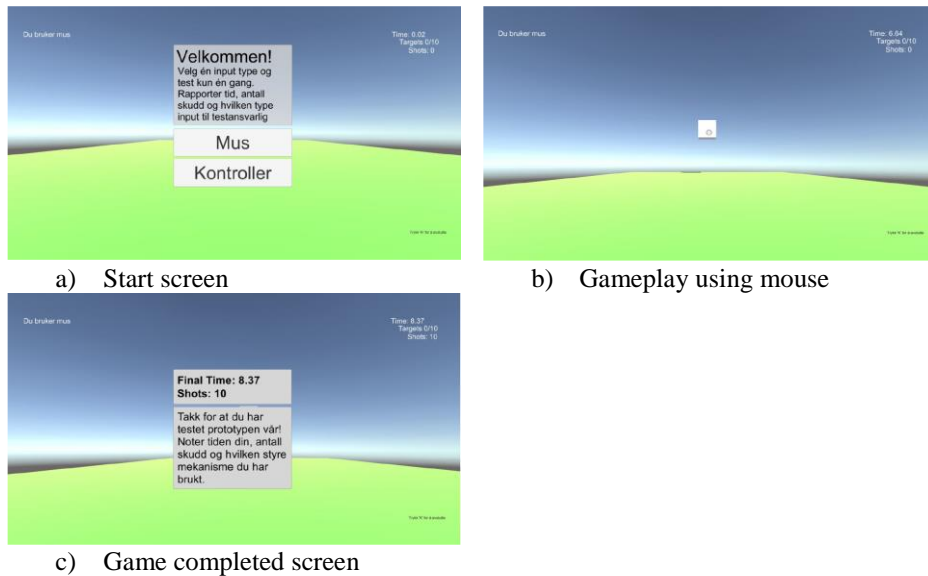 Du bruker mus
Time: 0.02
Targets 0/10
Shots: 0
Velkommen!
Velg én input type og
test kun én gang.
Rapporter tid, antall
skudd og hvilken type
input til testansvarlig
Mus
Kontroller
a) Start screen
Du bruker mus
Time: 6.64
Targets 0/10
Shots: 0
b) Gameplay using mouse
Du bruker mus
Time: 8.37
Targets 0/10
Shots: 10
Final Time: 8.37
Shots: 10
Takk for at du har
testet prototypen vår!
Noter tiden din, antall
skudd og hvilken styre
mekanisme du har
brukt.
c) Game completed screen